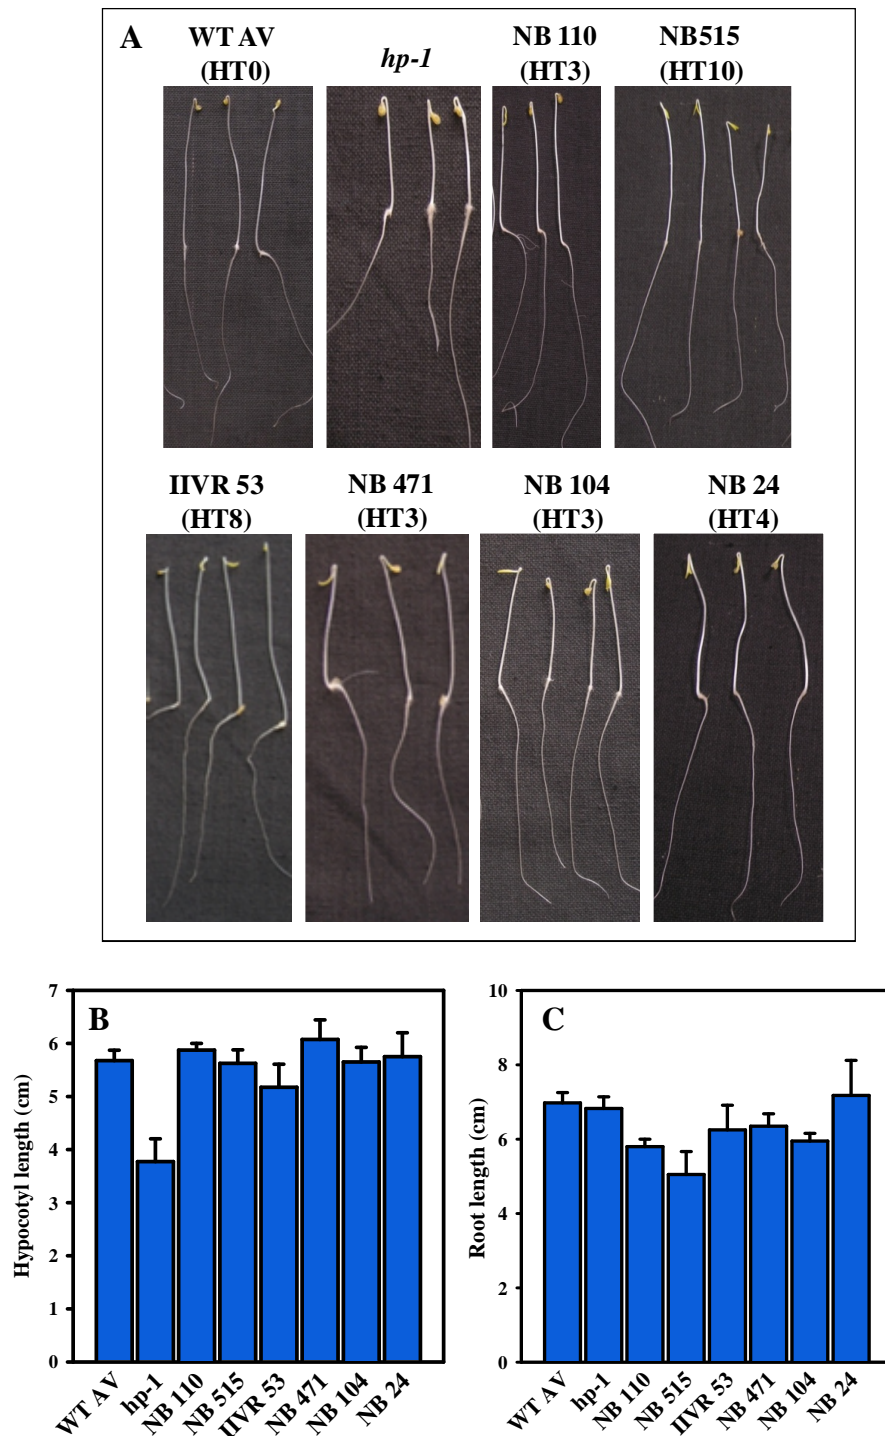 A
WT AV
(HT0)
hp-1
NB 110
(HT3)
NB515
(HT10)
IIVR 53
(HT8)
NB 471
(HT3)
NB 104
(HT3)
NB 24
(HT4)
B
Hypocotyl length (cm)
7
6
5
4
3
2
1
0
WT AV
hp-1
NB 110
NB 515
IIVR 53
NB 471
NB 104
NB 24
C
Root length (cm)
10
8
6
4
2
0
WT AV
hp-1
NB 110
NB 515
IIVR 53
NB 471
NB 104
NB 24